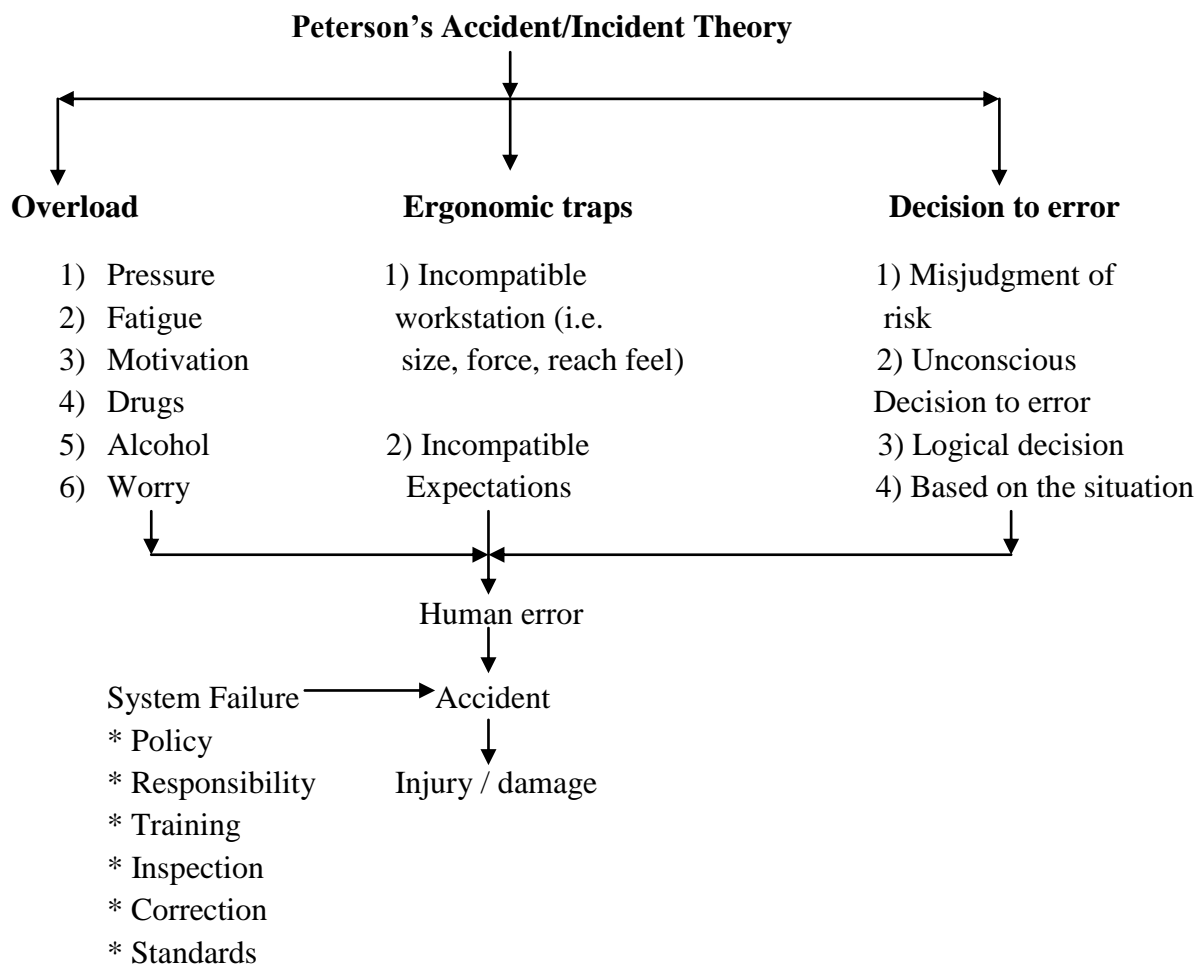 Peterson’s Accident/Incident Theory
Overload
1) Pressure
2) Fatigue
3) Motivation
4) Drugs
5) Alcohol
6) Worry
Ergonomic traps
1) Incompatible
workstation (i.e.
size, force, reach feel)
2) Incompatible
Expectations
Decision to error
1) Misjudgment of
risk
2) Unconscious
Decision to error
3) Logical decision
4) Based on the situation
Human error
System Failure
* Policy
* Responsibility
* Training
* Inspection
* Correction
* Standards
Accident
Injury / damage